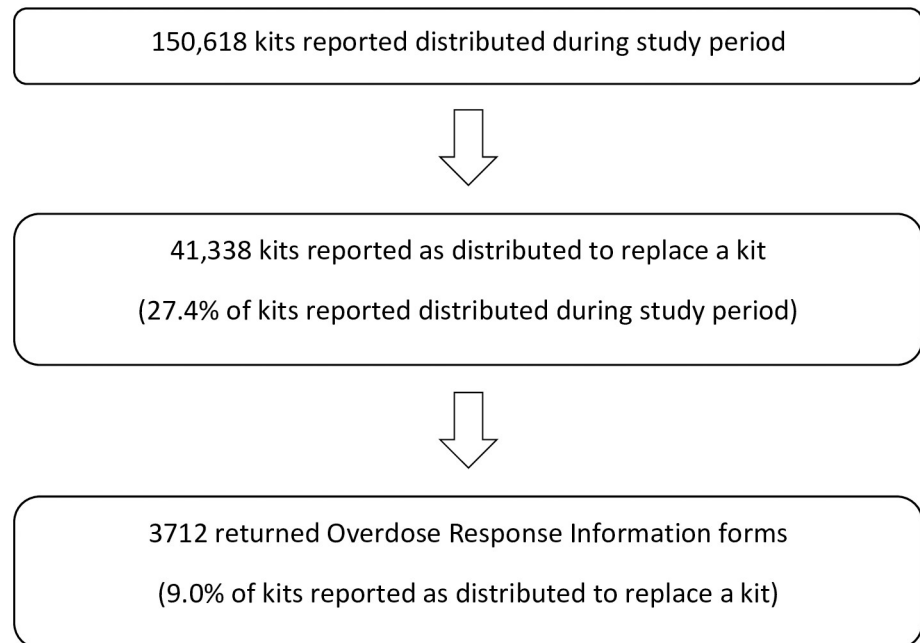 150,618 kits reported distributed during study period
41,338 kits reported as distributed to replace a kit
(27.4% of kits reported distributed during study period)
3712 returned Overdose Response Information forms
(9.0% of kits reported as distributed to replace a kit)